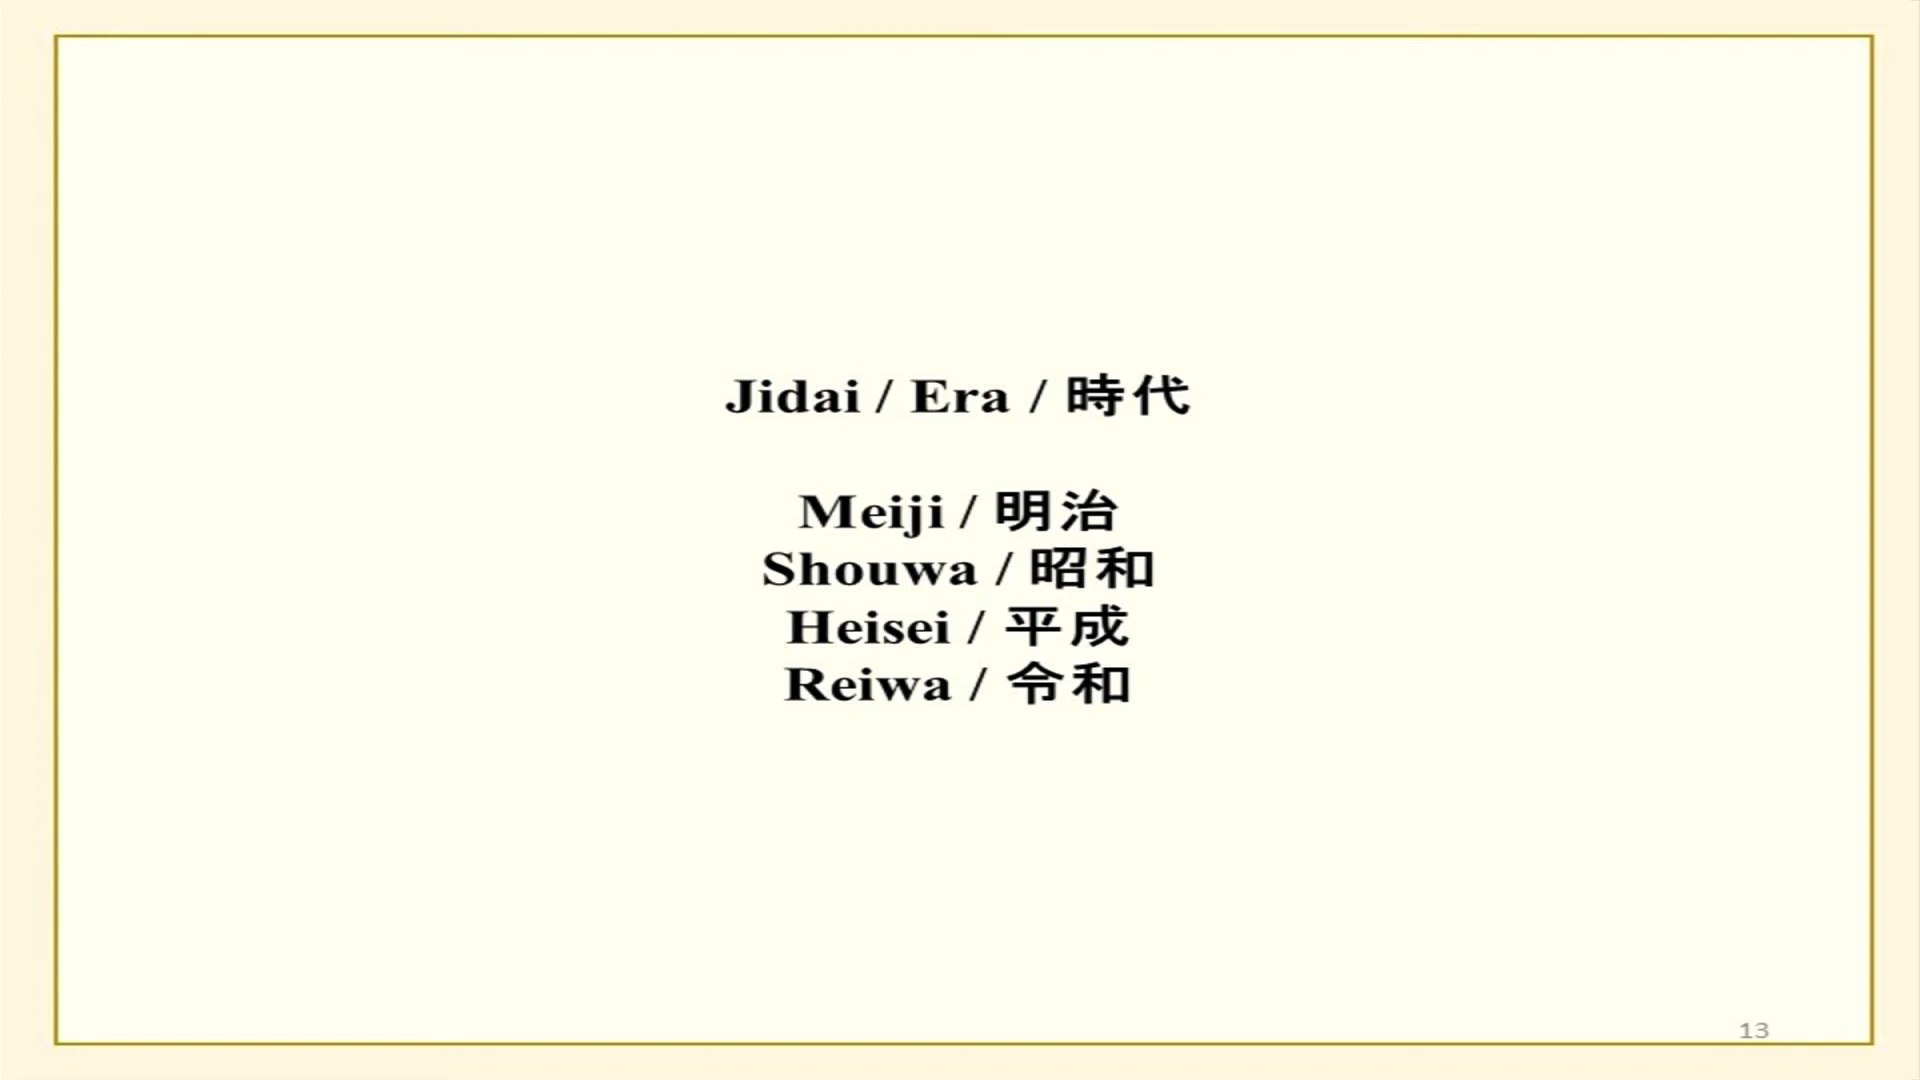 Jidai / Era / 時代
Meiji / 明治
Shouwa / 昭和
Heisei / 平成
Reiwa / 令和
13